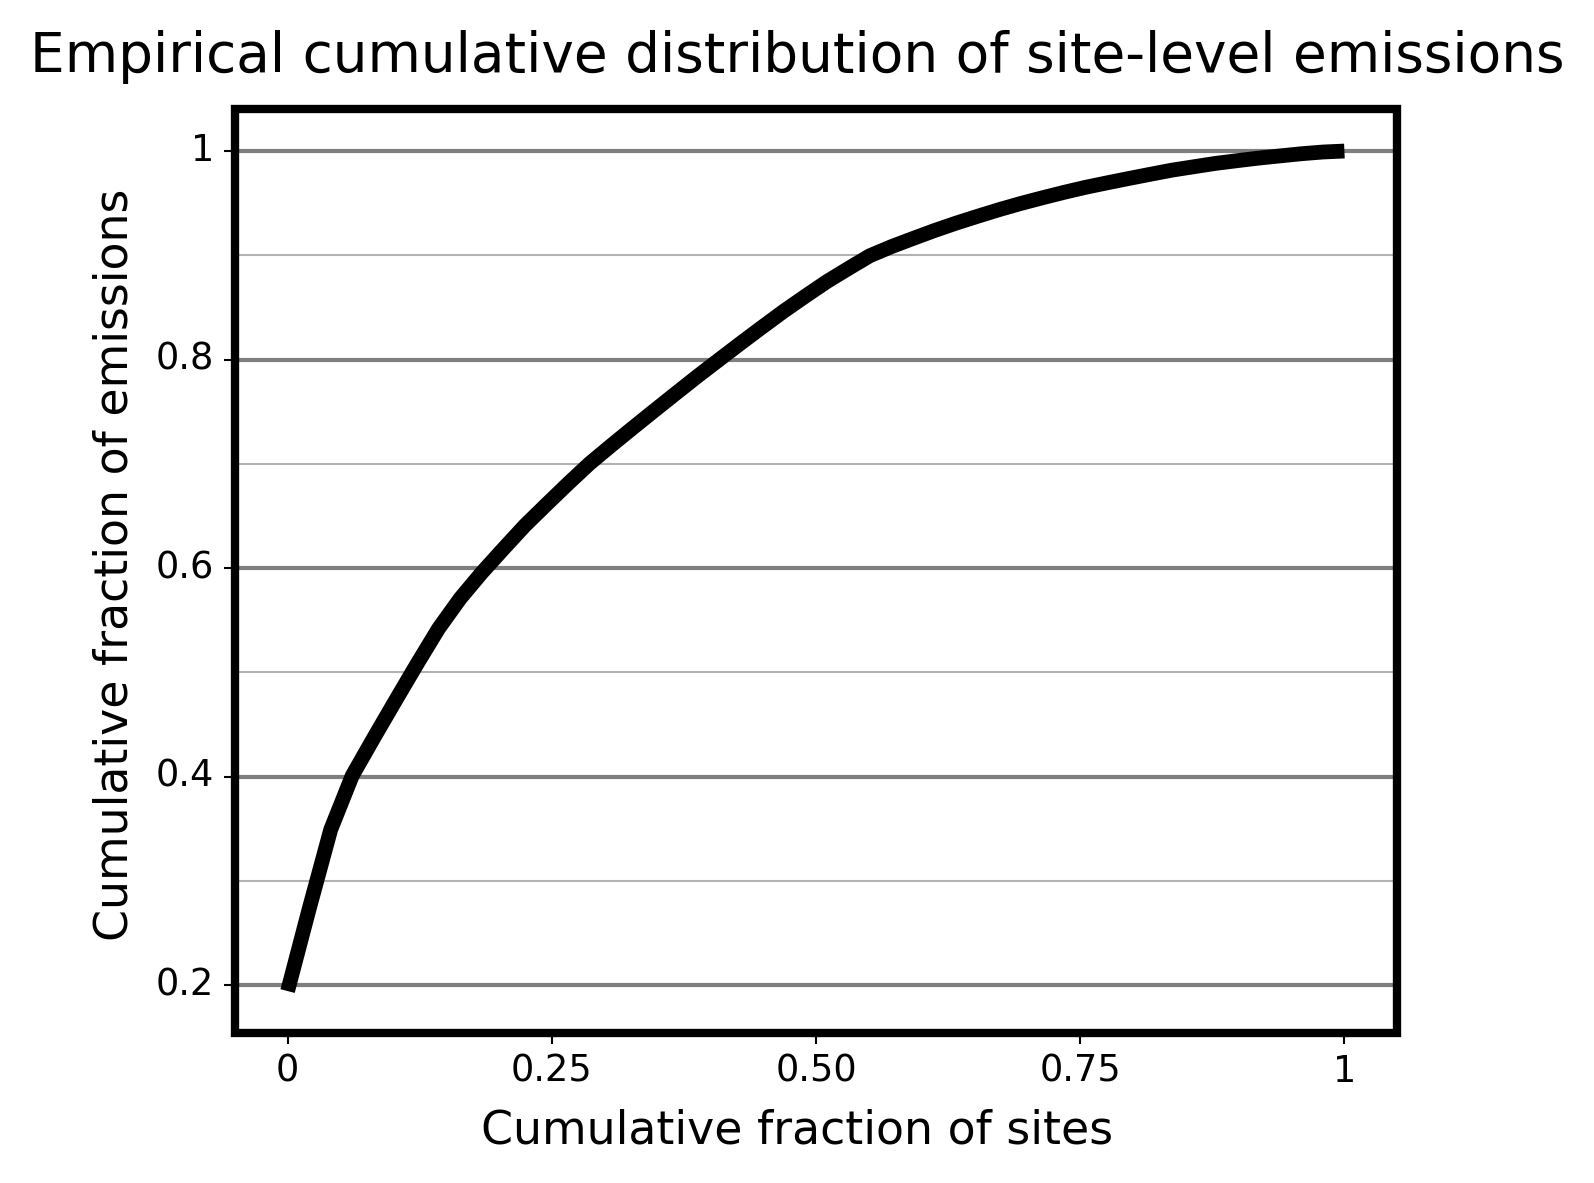 Empirical cumulative distribution of site-level emissions
Cumulative fraction of emissions
1
0.8
0.6
0.4
0.2
0 0.25 0.50 0.75 1
Cumulative fraction of sites